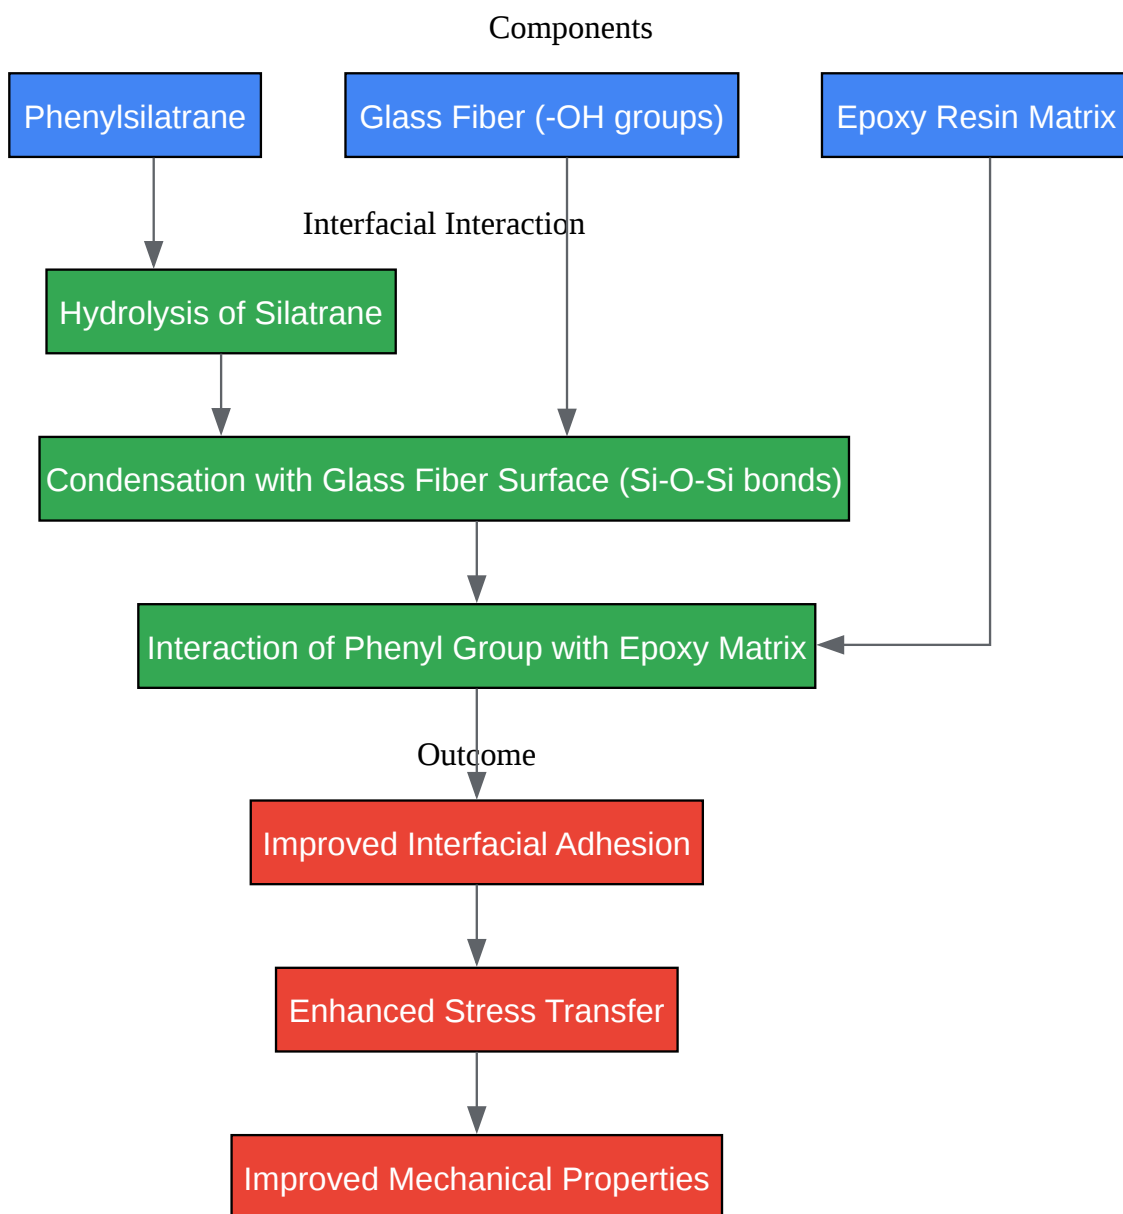 Components
Phenylsilatrane
Glass Fiber (-OH groups)
Epoxy Resin Matrix
Interfacial Interaction
Hydrolysis of Silatrane
Condensation with Glass Fiber Surface (Si-O-Si bonds)
Interaction of Phenyl Group with Epoxy Matrix
Outcome
Improved Interfacial Adhesion
Enhanced Stress Transfer
Improved Mechanical Properties